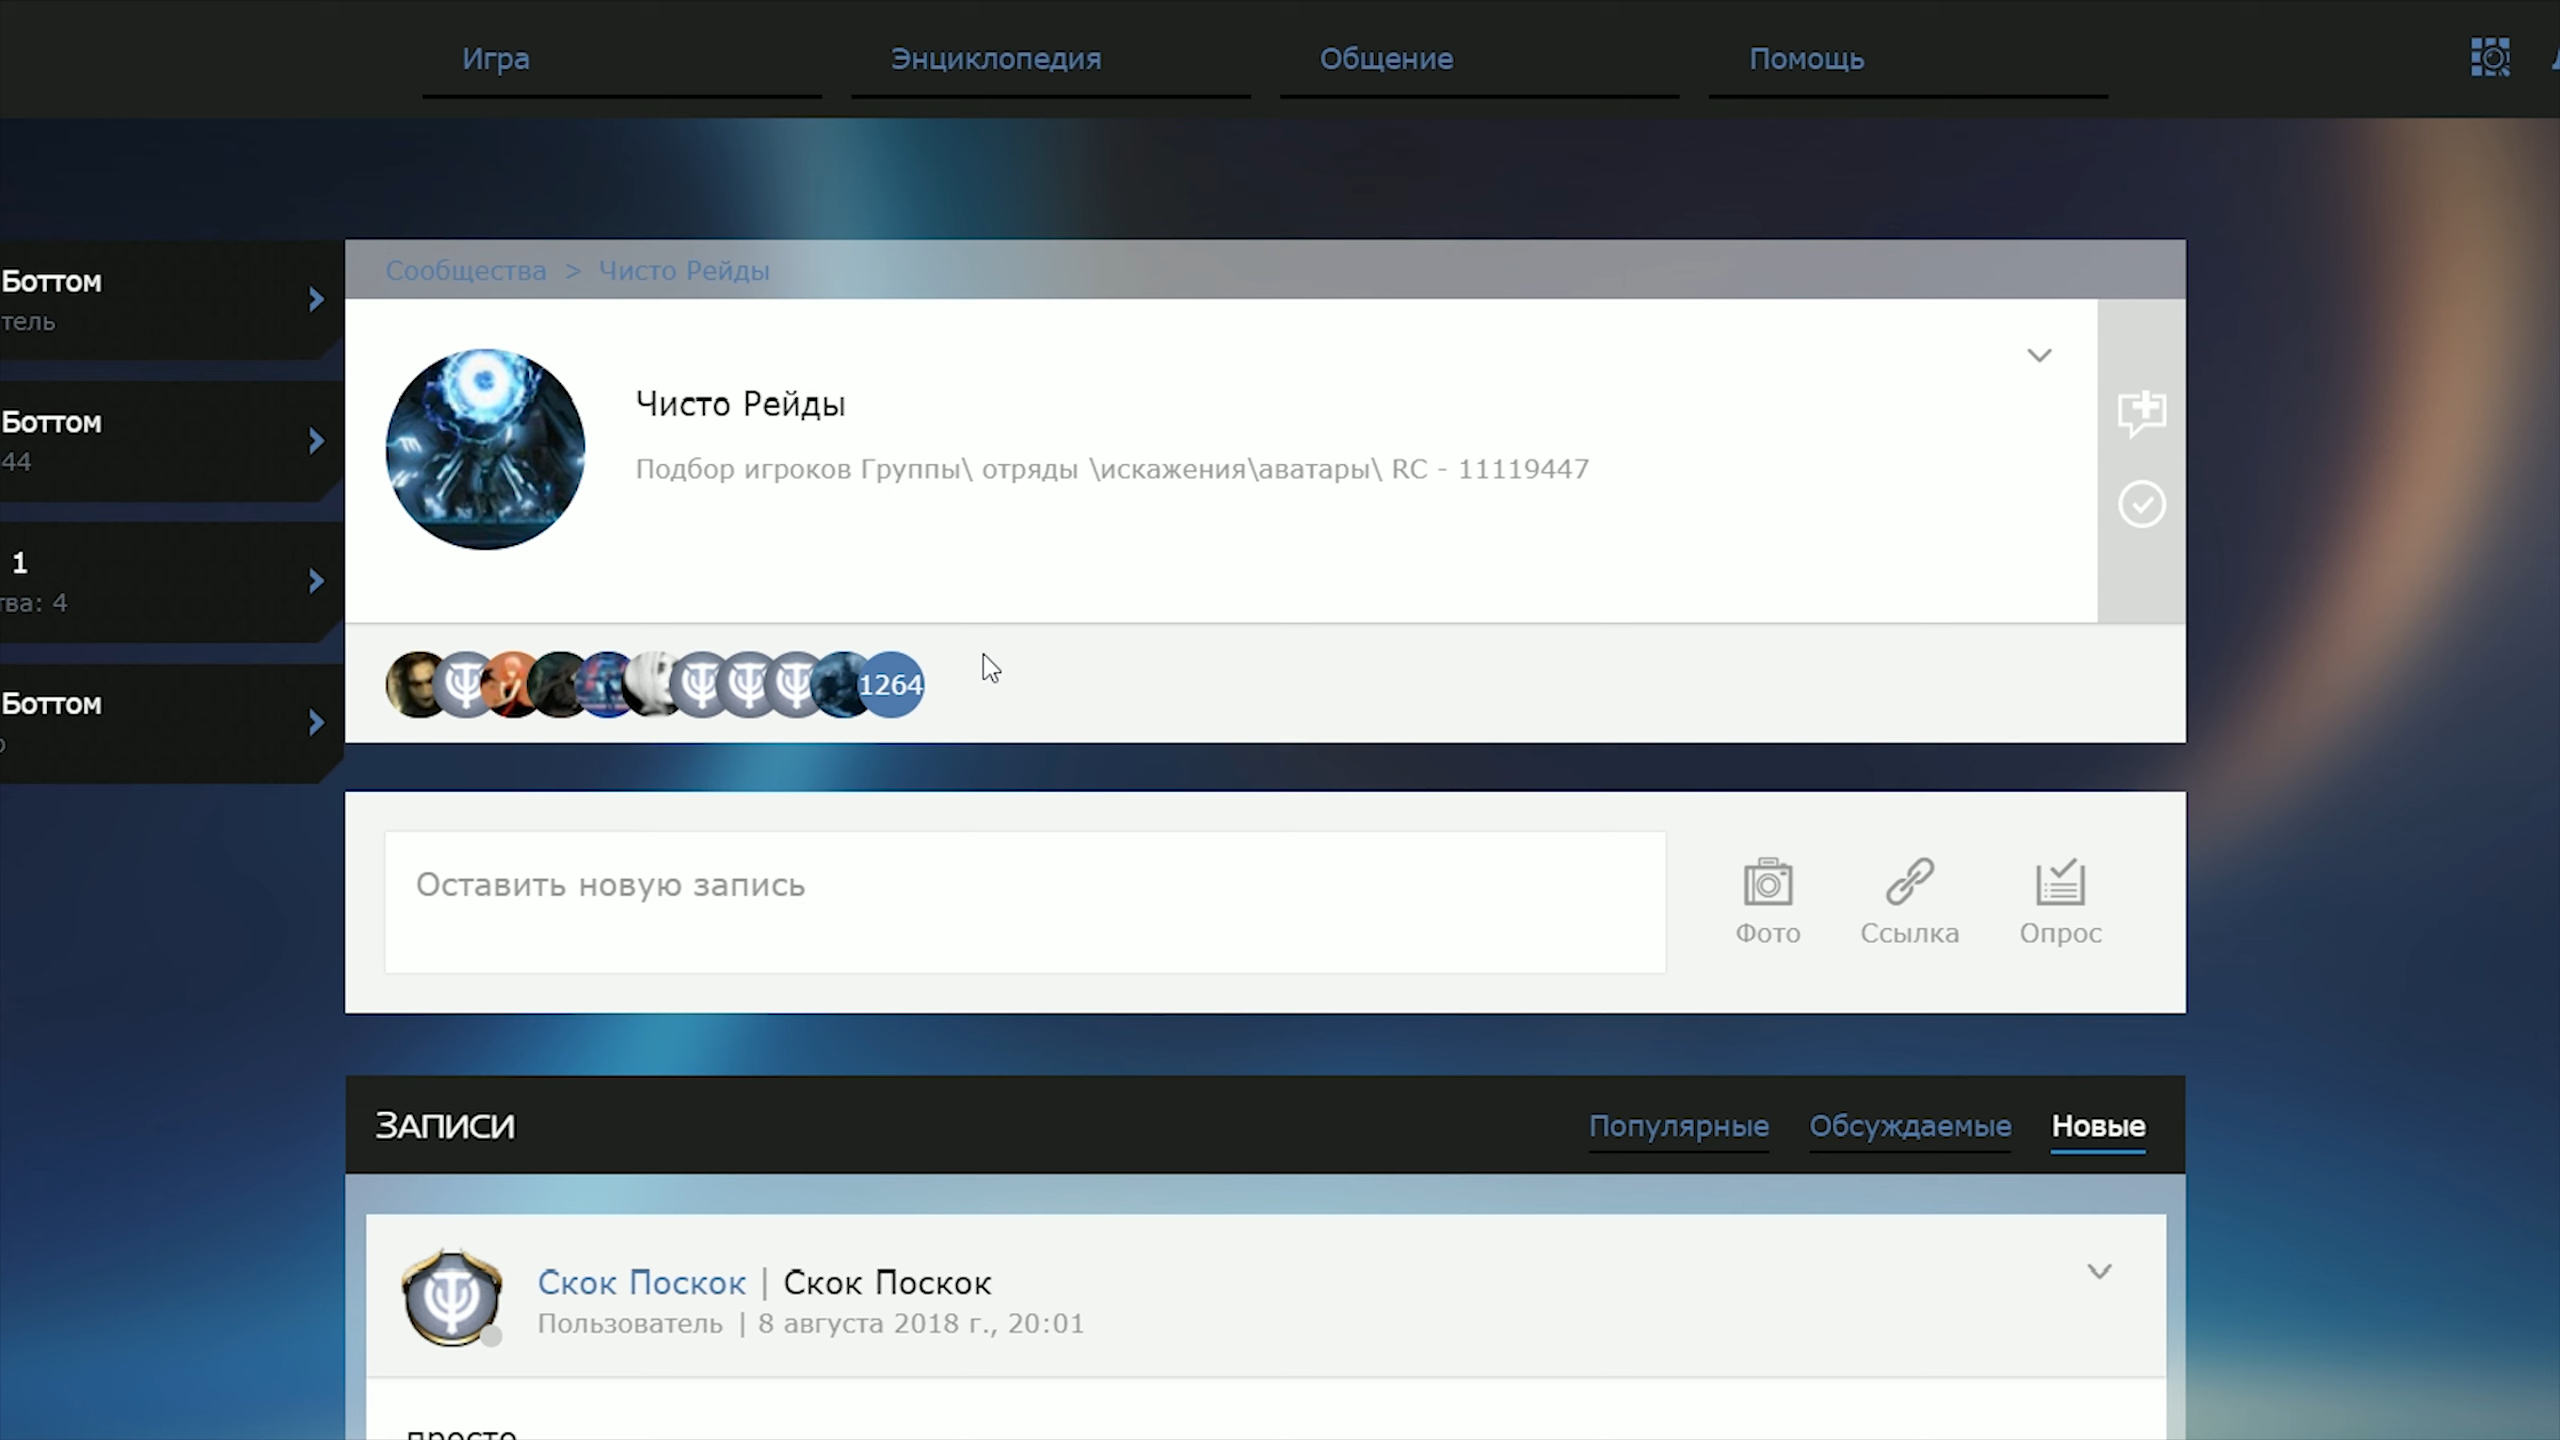 Игра
Энциклопедия
Общение
Помощь
Боттом
тель
Боттом
44
1
тва: 4
Боттом
Сообщества > Чисто Рейды
Чисто Рейды
Подбор игроков Группы\ отряды \искажения\аватары\ RC - 11119447
1264
Оставить новую запись
Фото
Ссылка
Опрос
ЗАПИСИ
Популярные
Обсуждаемые
Новые
Скок Поскок | Скок Поскок
Пользователь | 8 августа 2018 г., 20:01
просто